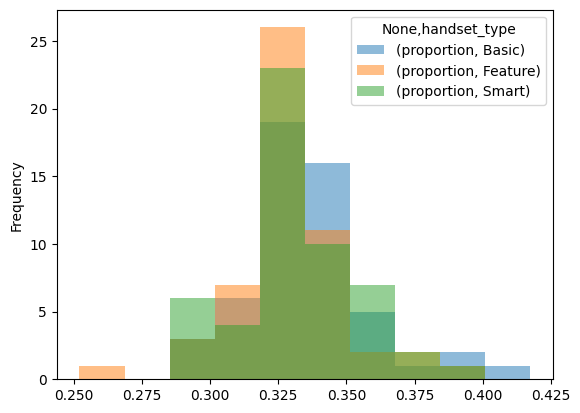 None,handset_type
(proportion, Basic)
(proportion, Feature)
(proportion, Smart)
Frequency
25
20
15
10
5
0
0.250 0.275 0.300 0.325 0.350 0.375 0.400 0.425